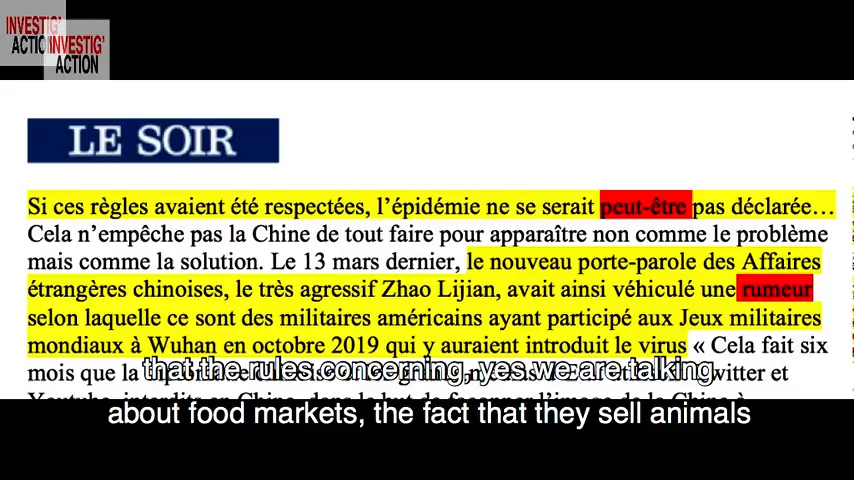 INVESTIG'
ACTION
INVESTIG'
ACTION
LE SOIR
Si ces règles avaient été respectées, l'épidémie ne se serait peut-être pas déclarée…
Cela n'empêche pas la Chine de tout faire pour apparaître non comme le problème
mais comme la solution. Le 13 mars dernier, le nouveau porte-parole des Affaires
étrangères chinoises, le très agressif Zhao Lijian, avait ainsi véhiculé une rumeur
selon laquelle ce sont des militaires américains ayant participé aux Jeux militaires
mondiaux à Wuhan en octobre 2019 qui y auraient introduit le virus « Cela fait six
mois que la
that the rules concerning, yes we are talking
about food markets, the fact that they sell animals